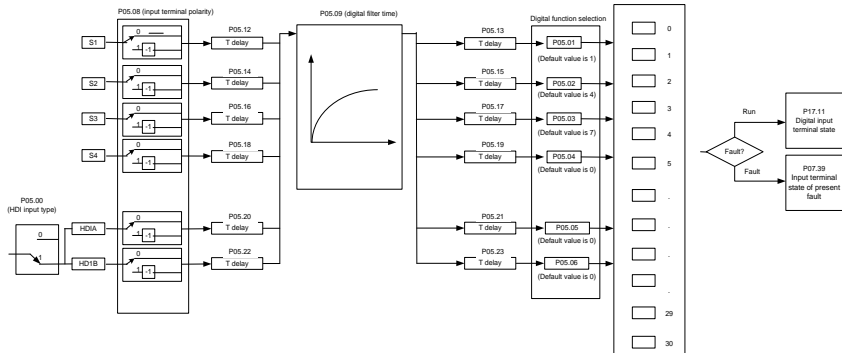 P05.08 (input terminal polarity)
P05.09 (digital filter time)
Digital function selection
P05.12
T delay
P05.13
T delay
S1
0
1
-1
P05.01
(Default value is 1)
P05.14
T delay
P05.15
T delay
S2
0
1
-1
P05.02
(Default value is 4)
P05.16
T delay
P05.17
T delay
S3
0
1
-1
P05.03
(Default value is 7)
P05.18
T delay
P05.19
T delay
S4
0
1
-1
P05.04
(Default value is 0)
P05.00
(HDI input type)
0
1
P05.20
T delay
P05.21
T delay
HDIA
0
1
-1
P05.05
(Default value is 0)
P05.22
T delay
P05.23
T delay
HD1B
0
1
-1
P05.06
(Default value is 0)
0
1
2
3
4
5
.
.
.
.
29
30
Fault?
Run
Fault
P17.11
Digital input
terminal state
P07.39
Input terminal
state of present
fault